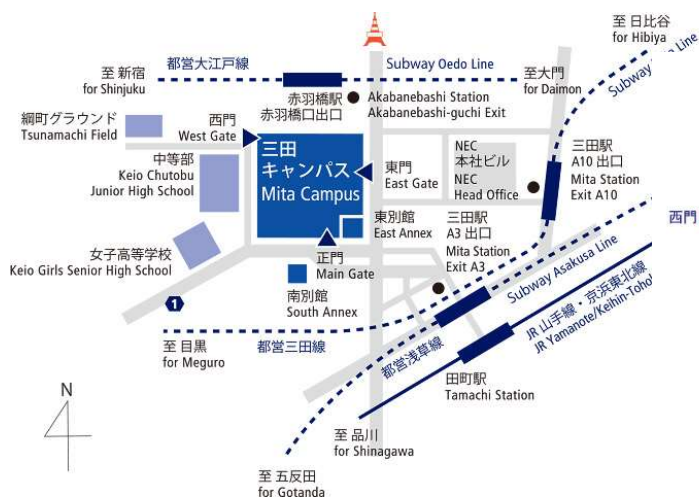 至 日比谷
for Hibiya
至 新宿
for Shinjuku
都営大江戸線
Subway Oedo Line
至大門
for Daimon
赤羽橋駅
赤羽橋口出口
Akabanebashi Station
Akabanebashi-guchi Exit
綱町グラウンド
Tsunamachi Field
西門
West Gate
三田
キャンパス
Mita Campus
中等部
Keio Chutobu
Junior High School
東門
East Gate
NEC
本社ビル
NEC
Head Office
三田駅
A10 出口
Mita Station
Exit A10
東別館
East Annex
三田駅
A3 出口
Mita Station
Exit A3
西門
女子高等学校
Keio Girls Senior High School
正門
Main Gate
南別館
South Annex
Subway Asakusa Line
JR 山手線・京浜東北線
JR Yamanote/Keihin-Toho
1
至 目黒
for Meguro
都営三田線
都営浅草線
田町駅
Tamachi Station
N
至 品川
for Shinagawa
至 五反田
for Gotanda
Subway
Line